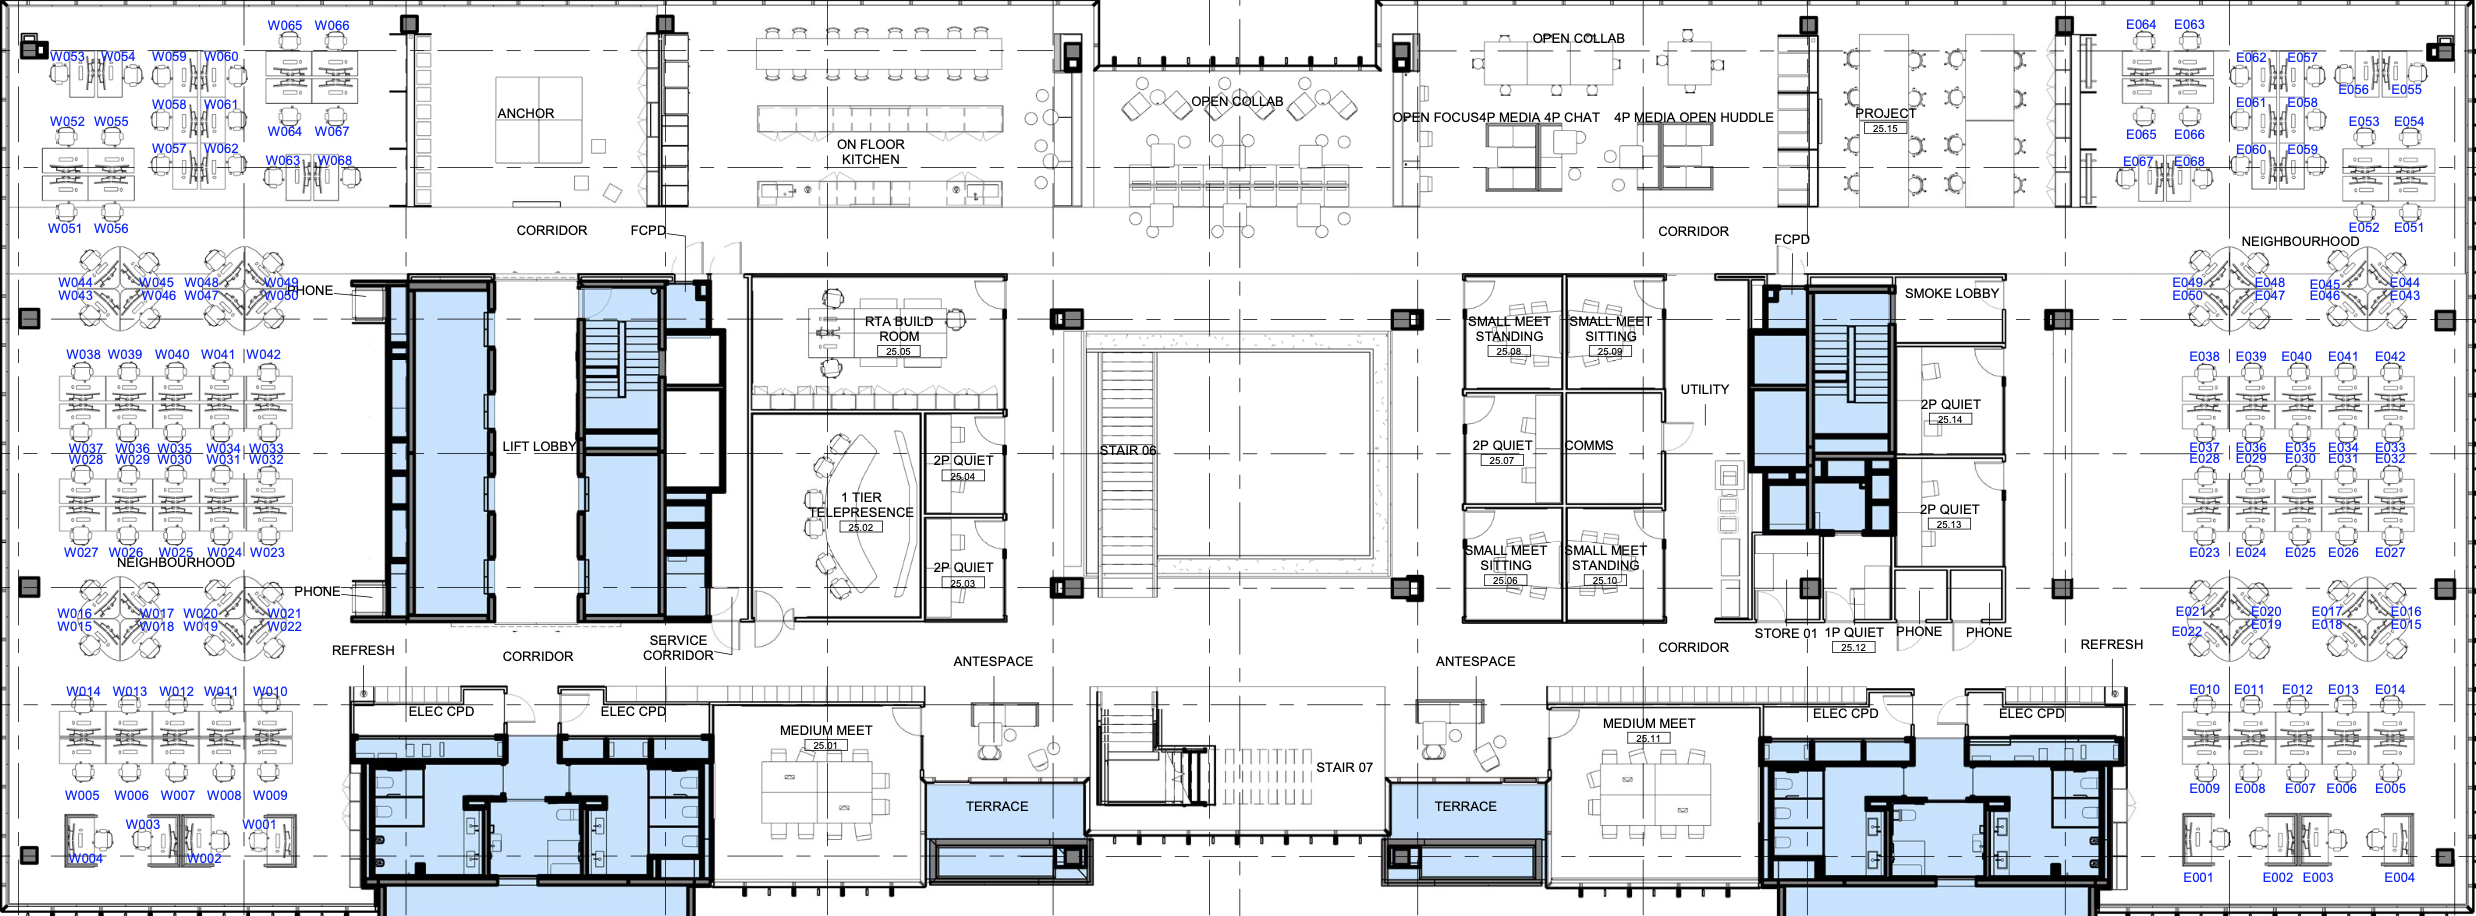 W065 W066
E064 E063
OPEN COLLAB
W053 W054 W059 W060
E062 E057
E056 E055
OPEN COLLAB
W058 W061
E061 E058
ANCHOR
OPEN FOCUS 4P MEDIA 4P CHAT
4P MEDIA OPEN HUDDLE
PROJECT
25.15
W052 W055
W064 W067
E065 E066
E053 E054
ON FLOOR
KITCHEN
W057 W062
W063 W068
E067 E068
E060 E059
W051 W056
CORRIDOR
FCPD
CORRIDOR
FCPD
E052 E051
NEIGHBOURHOOD
W044 W045 W048 W049
W043 W046 W047 W050
PHONE
SMOKE LOBBY
E049 E048 E045 E044
E050 E047 E046 E043
RTA BUILD
ROOM
25.05
SMALL MEET
STANDING
25.08
SMALL MEET
SITTING
25.09
W038 W039 W040 W041 W042
E038 E039 E040 E041 E042
UTILITY
2P QUIET
25.14
W037 W036 W035 W034 W033
W028 W029 W030 W031 W032
LIFT LOBBY
STAIR 06
2P QUIET
25.07
COMMS
E037 E036 E035 E034 E033
E028 E029 E030 E031 E032
2P QUIET
25.04
1 TIER
TELEPRESENCE
25.02
2P QUIET
25.13
W027 W026 W025 W024 W023
NEIGHBOURHOOD
SMALL MEET
SITTING
25.06
SMALL MEET
STANDING
25.10
E023 E024 E025 E026 E027
2P QUIET
25.03
PHONE
W016 W017 W020 W021
W015 W018 W019 W022
E021 E020 E017 E016
E022 E019 E018 E015
STORE 01
1P QUIET
25.12
PHONE
PHONE
REFRESH
CORRIDOR
SERVICE
CORRIDOR
ANTESPACE
ANTESPACE
CORRIDOR
REFRESH
W014 W013 W012 W011 W010
E010 E011 E012 E013 E014
ELEC CPD
ELEC CPD
MEDIUM MEET
25.01
MEDIUM MEET
25.11
ELEC CPD
ELEC CPD
STAIR 07
W005 W006 W007 W008 W009
E009 E008 E007 E006 E005
TERRACE
TERRACE
W003 W001
W004 W002
E001 E002 E003 E004